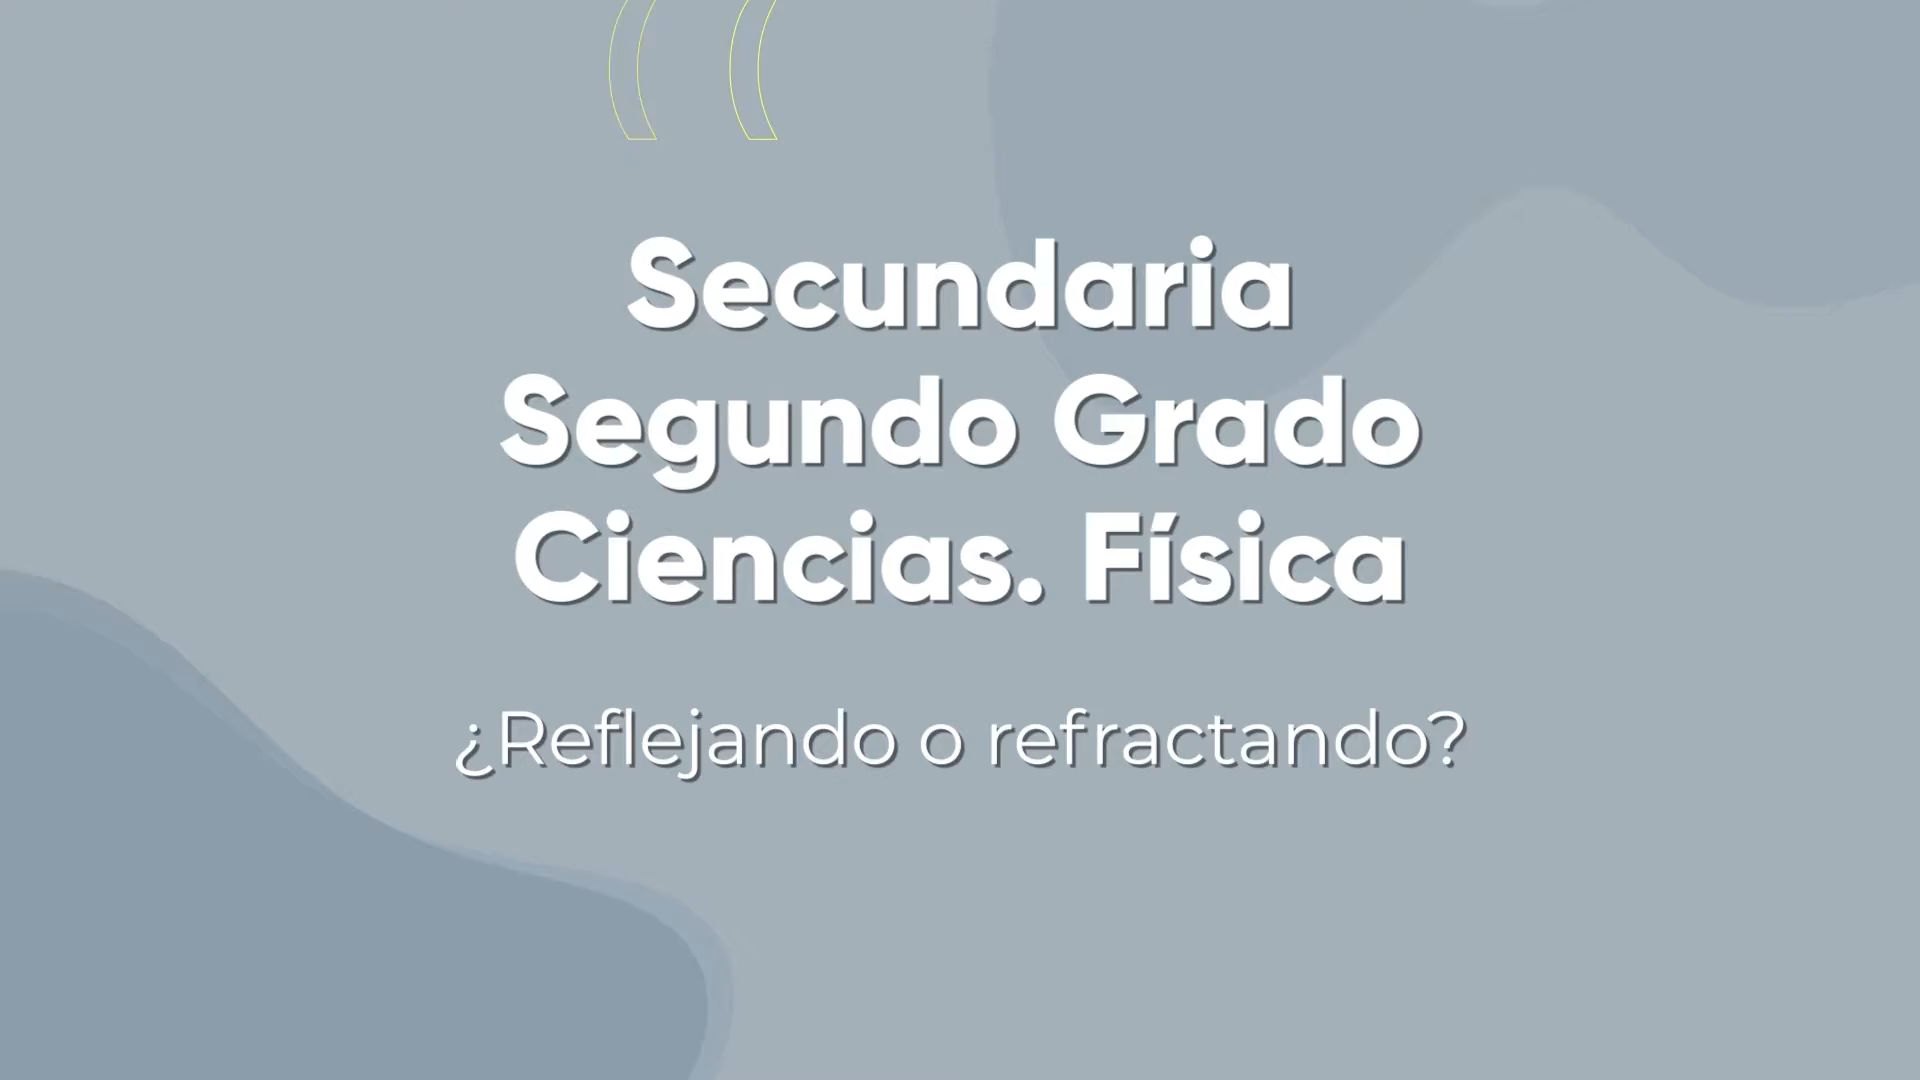 Secundaria
Segundo Grado
Ciencias. Física
¿Reflejando o refractando?